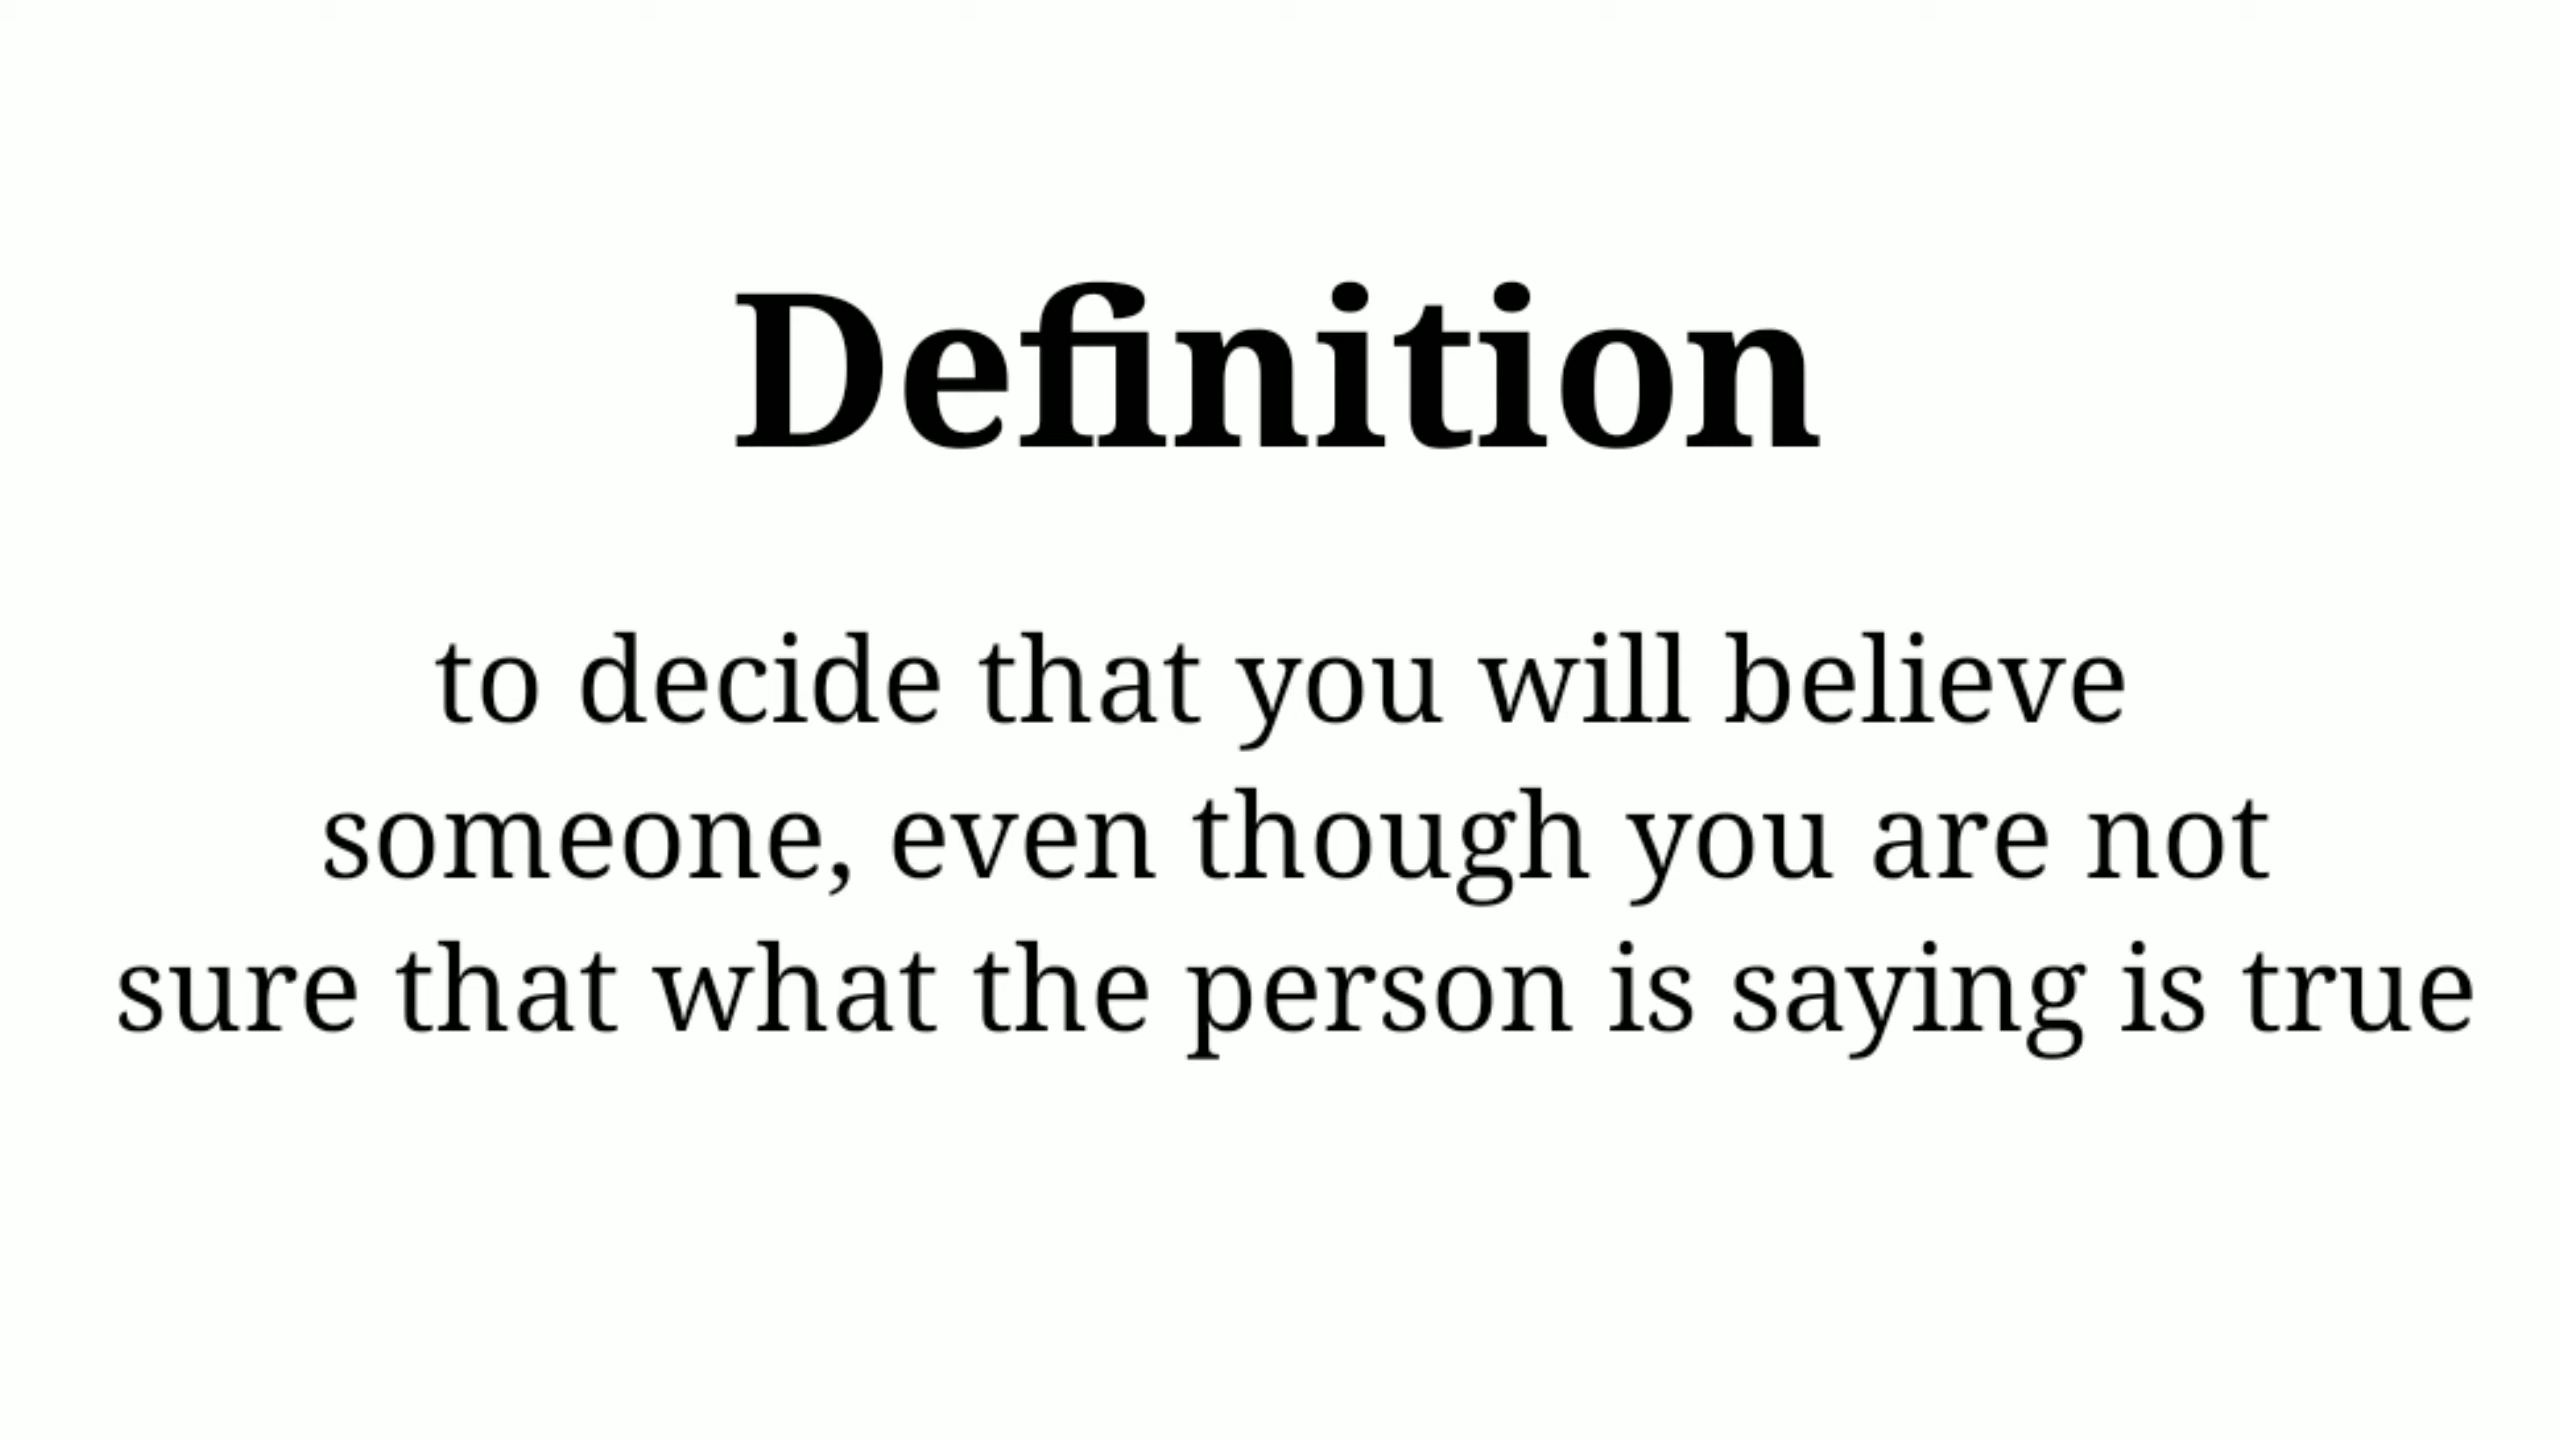 Definition
to decide that you will believe
someone, even though you are not
sure that what the person is saying is true